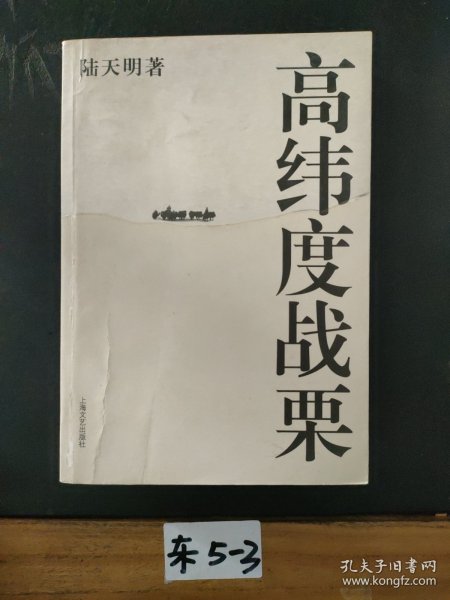 陆天明著
高纬度战栗
上海文艺出版社
东5-3
孔夫子旧书网
www.kongfz.com